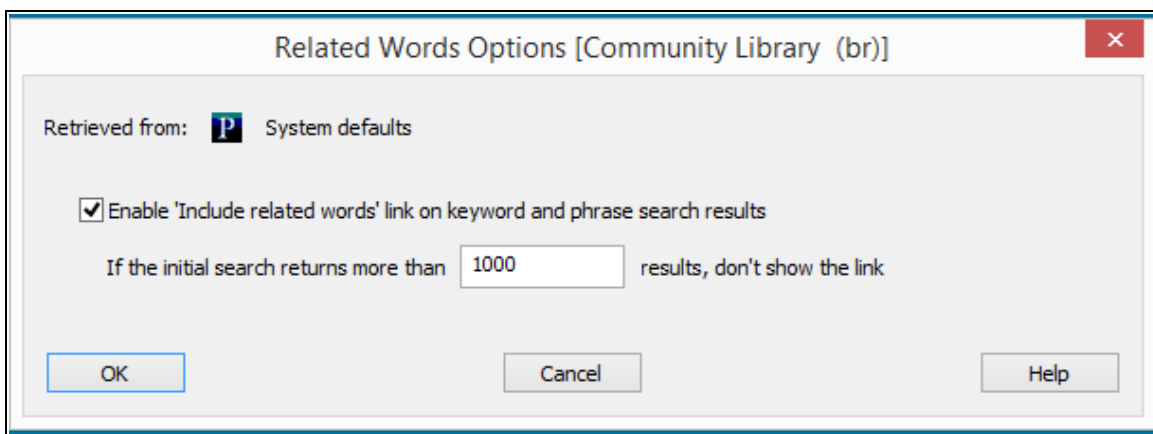 Related Words Options [Community Library (br)]
Retrieved from: P System defaults
Enable 'Include related words' link on keyword and phrase search results
If the initial search returns more than 1000 results, don't show the link
OK Cancel Help